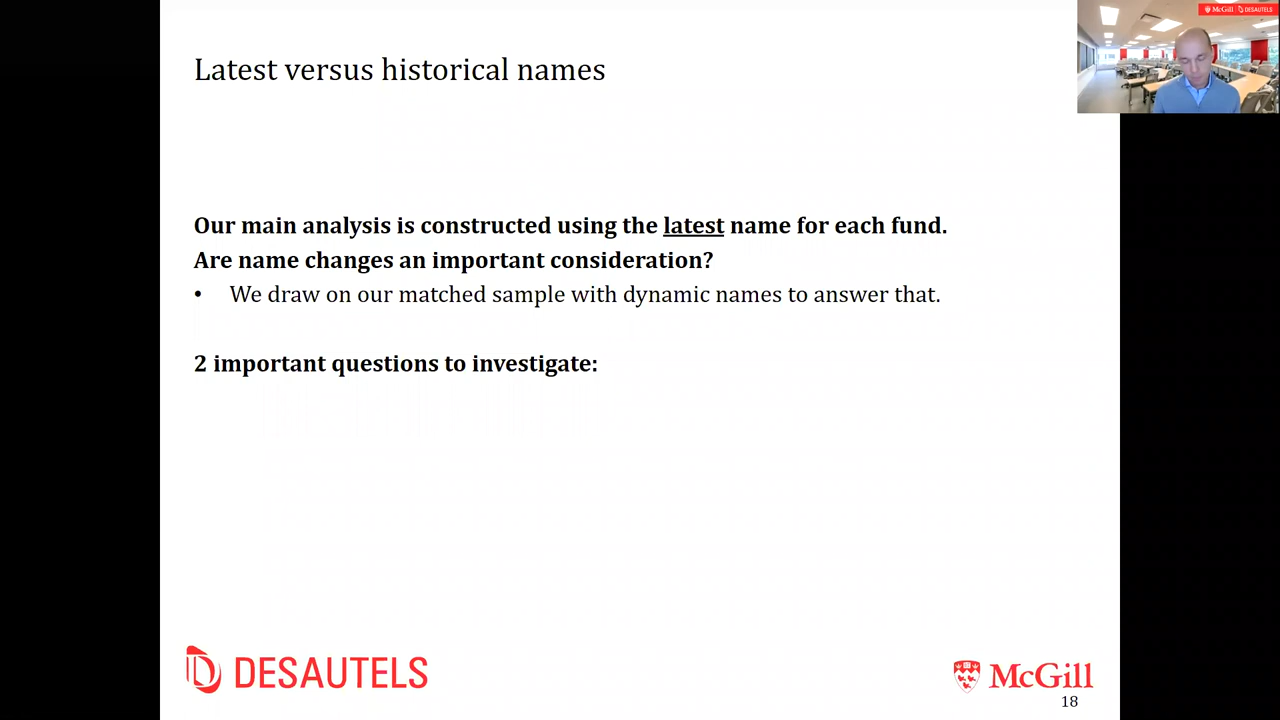 Latest versus historical names
McGill DESAUTELS
Our main analysis is constructed using the latest name for each fund.
Are name changes an important consideration?
• We draw on our matched sample with dynamic names to answer that.
2 important questions to investigate:
DESAUTELS
McGill
18